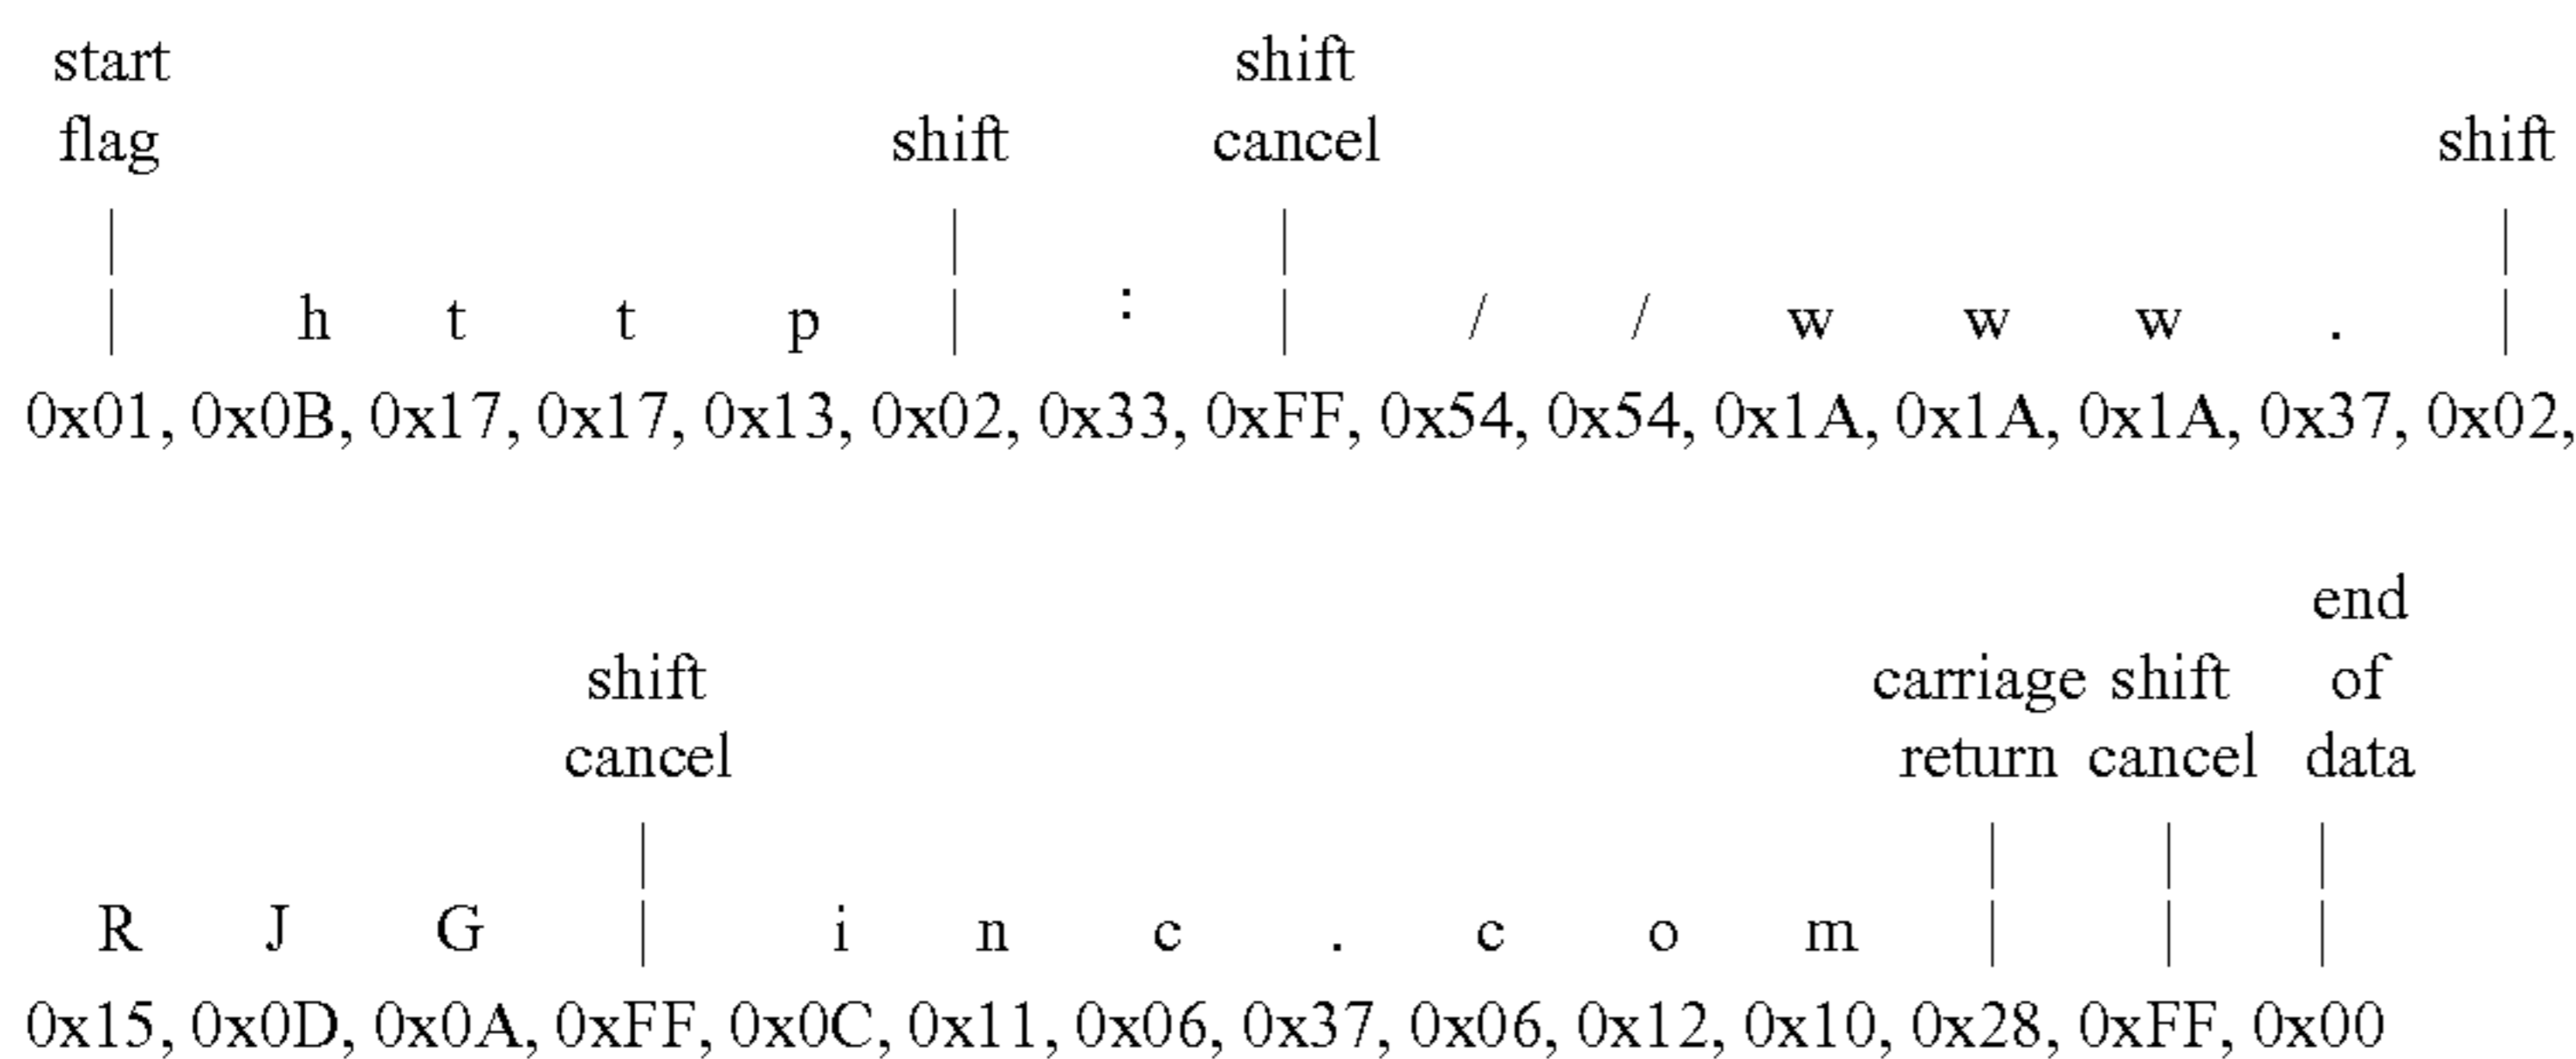 start shift
flag shift cancel shift
| | | |
| h t t p | : | / / w w w . |
0x01, 0x0B, 0x17, 0x17, 0x13, 0x02, 0x33, 0xFF, 0x54, 0x54, 0x1A, 0x1A, 0x1A, 0x37, 0x02,
end
shift carriage shift of
cancel return cancel data
| | | |
R J G | i n c . c o m | | |
0x15, 0x0D, 0x0A, 0xFF, 0x0C, 0x11, 0x06, 0x37, 0x06, 0x12, 0x10, 0x28, 0xFF, 0x00